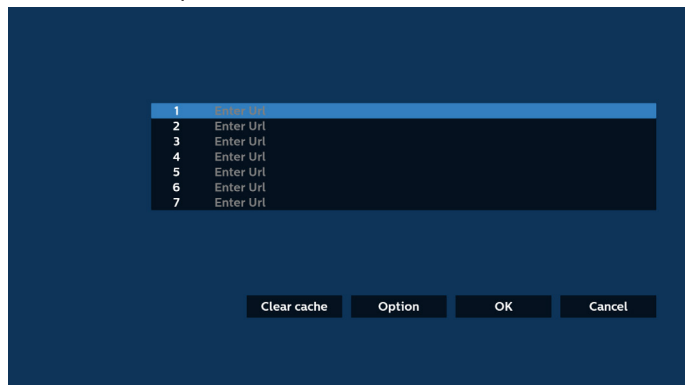 1 Enter Url
2 Enter Url
3 Enter Url
4 Enter Url
5 Enter Url
6 Enter Url
7 Enter Url
Clear cache Option OK Cancel